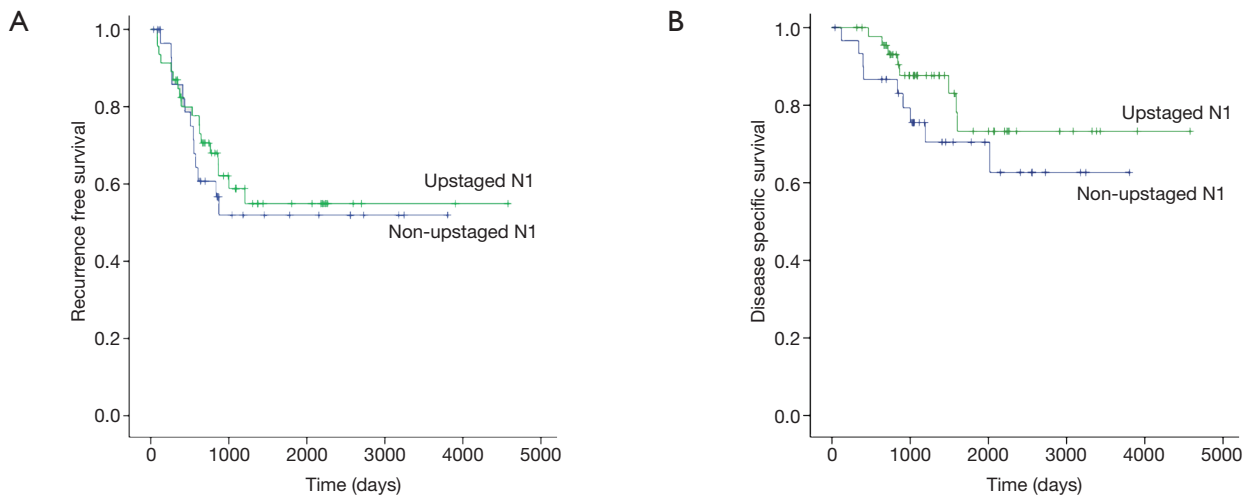 A
Recurrence free survival
1.0
0.8
0.6
0.4
0.2
0.0
Upstaged N1
Non-upstaged N1
0 1000 2000 3000 4000 5000
Time (days)
B
Disease specific survival
1.0
0.8
0.6
0.4
0.2
0.0
Upstaged N1
Non-upstaged N1
0 1000 2000 3000 4000 5000
Time (days)